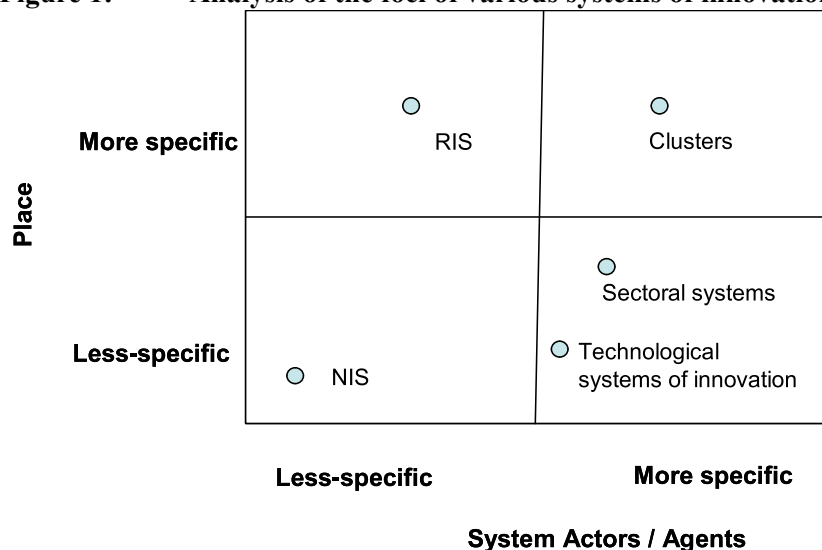 Figure 1. Analysis of the foci of various systems of innovation
More specific
RIS
Clusters
Place
Sectoral systems
Less-specific
NIS
Technological
systems of innovation
Less-specific
More specific
System Actors / Agents